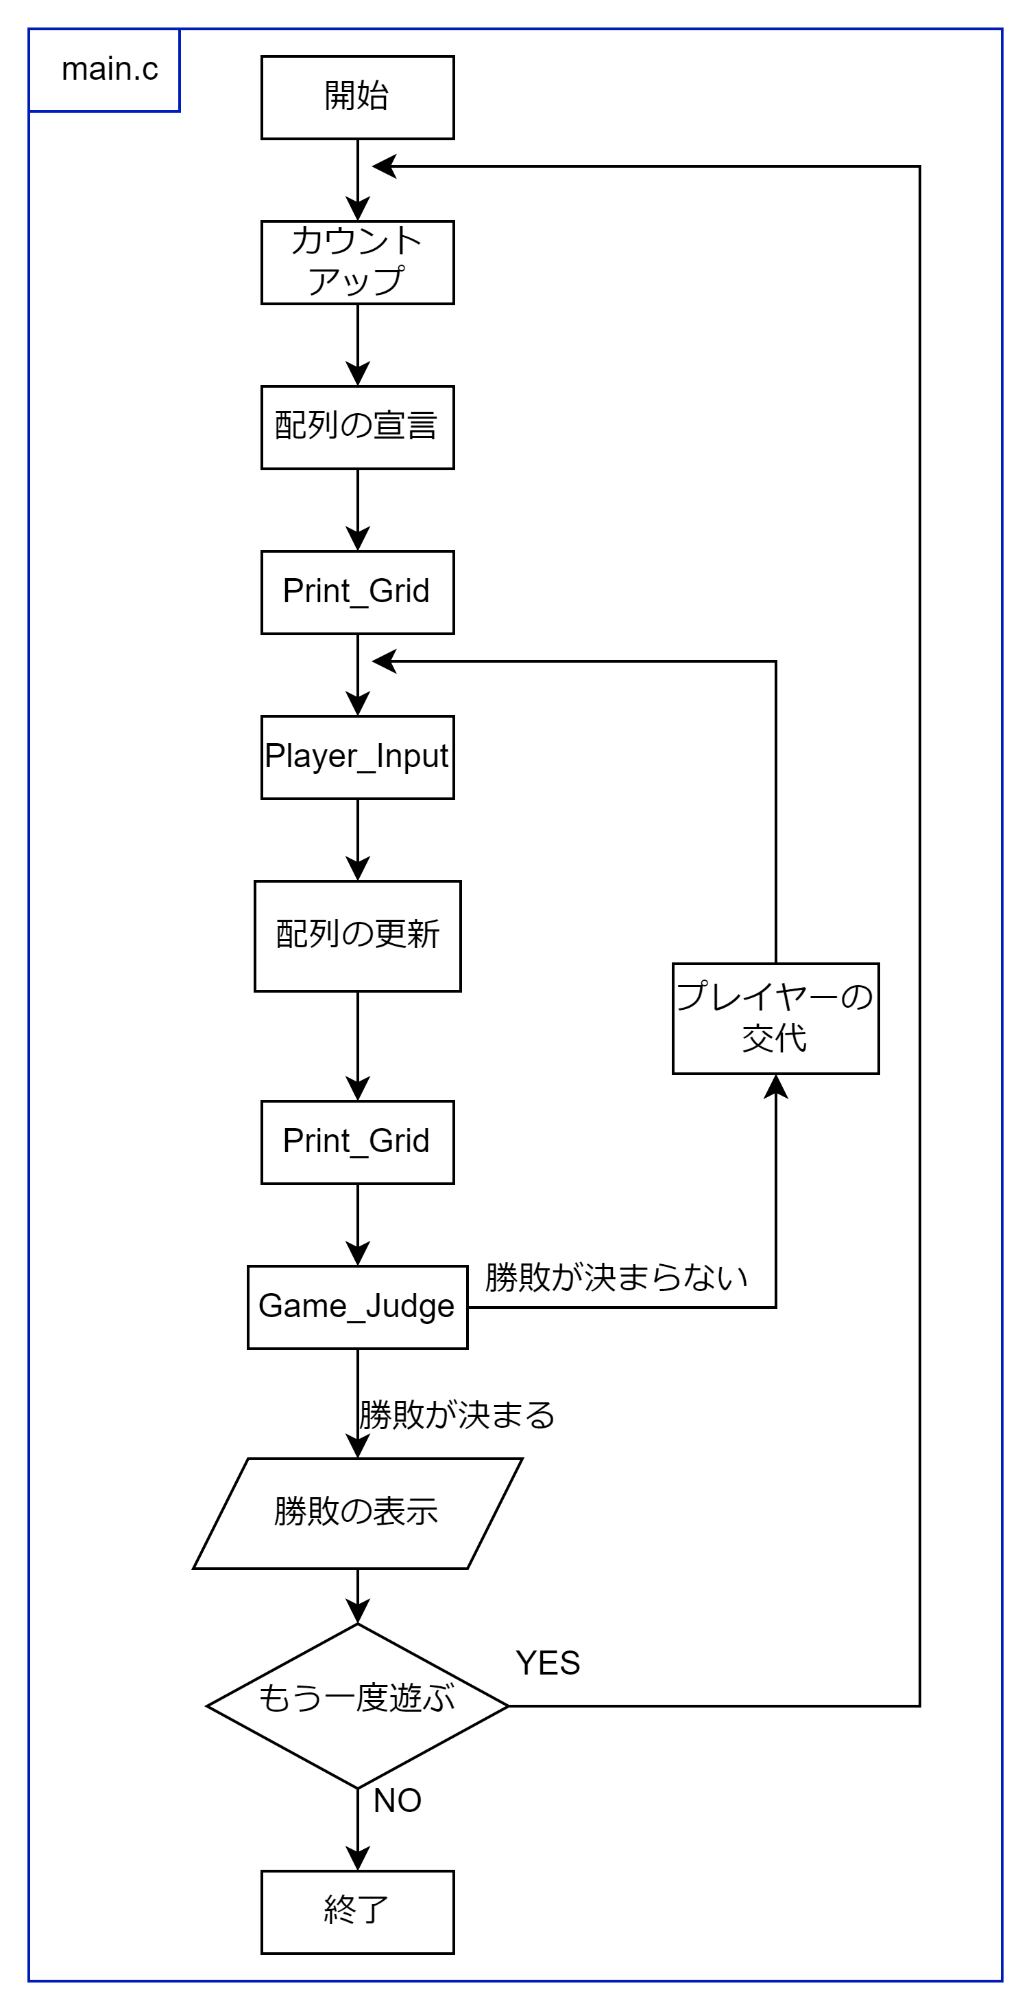 main.c
開始
カウント
アップ
配列の宣言
Print_Grid
Player_Input
配列の更新
プレイヤーの
交代
Print_Grid
Game_Judge
勝敗が決まらない
勝敗が決まる
勝敗の表示
もう一度遊ぶ
YES
NO
終了